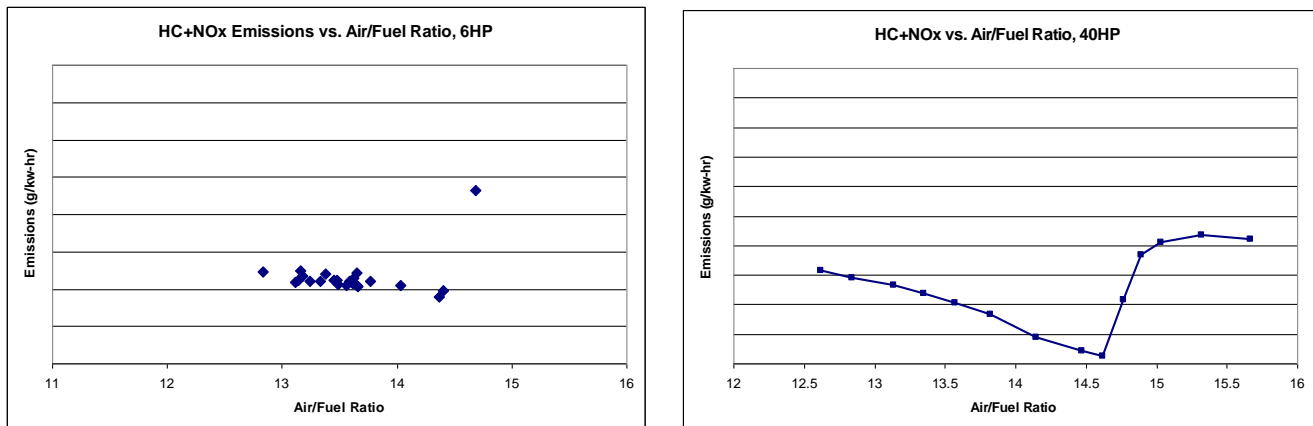 HC+NOx Emissions vs. Air/Fuel Ratio, 6HP
Emissions (g/kw-hr)
11 12 13 14 15 16
Air/Fuel Ratio
HC+NOx vs. Air/Fuel Ratio, 40HP
Emissions (g/kw-hr)
12 12.5 13 13.5 14 14.5 15 15.5 16
Air/Fuel Ratio